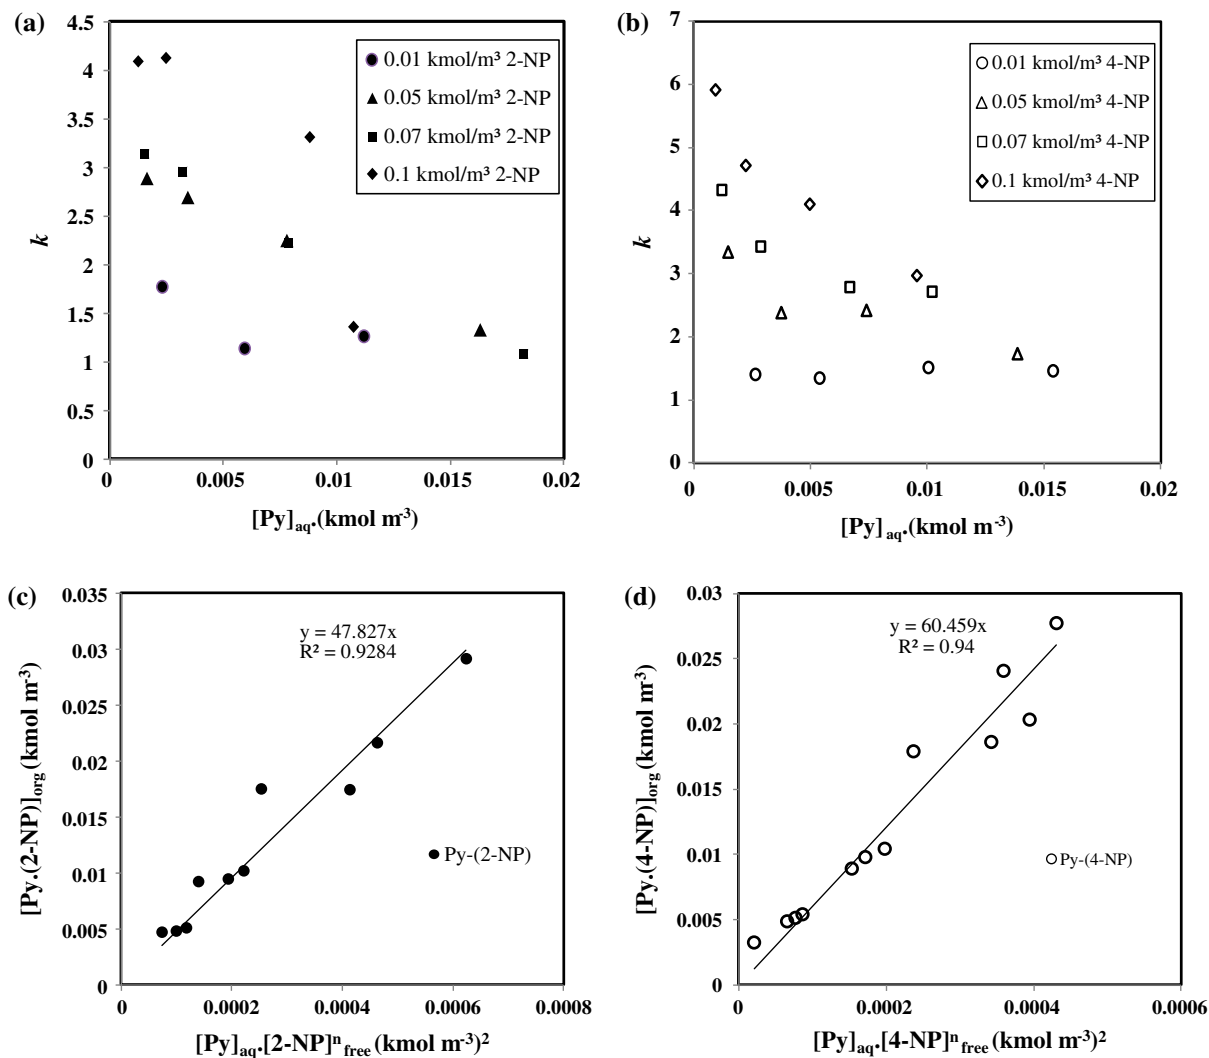 (a)
4.5
4
3.5
3
2.5
2
1.5
1
0.5
0
k
0.01 kmol/m³ 2-NP
0.05 kmol/m³ 2-NP
0.07 kmol/m³ 2-NP
0.1 kmol/m³ 2-NP
0 0.005 0.01 0.015 0.02
[Py]aq.(kmol m-3)
(b)
7
6
5
4
3
2
1
0
k
0.01 kmol/m³ 4-NP
0.05 kmol/m³ 4-NP
0.07 kmol/m³ 4-NP
0.1 kmol/m³ 4-NP
0 0.005 0.01 0.015 0.02
[Py]aq.(kmol m-3)
(c)
0.035
0.03
0.025
0.02
0.015
0.01
0.005
0
[Py.(2-NP)]org (kmol m-3)
y = 47.827x
R² = 0.9284
Py-(2-NP)
0 0.0002 0.0004 0.0006 0.0008
[Py]aq.[2-NP]n free (kmol m-3)2
(d)
0.03
0.025
0.02
0.015
0.01
0.005
0
[Py.(4-NP)]org (kmol m-3)
y = 60.459x
R² = 0.94
Py-(4-NP)
0 0.0002 0.0004 0.0006
[Py]aq.[4-NP]n free (kmol m-3)2